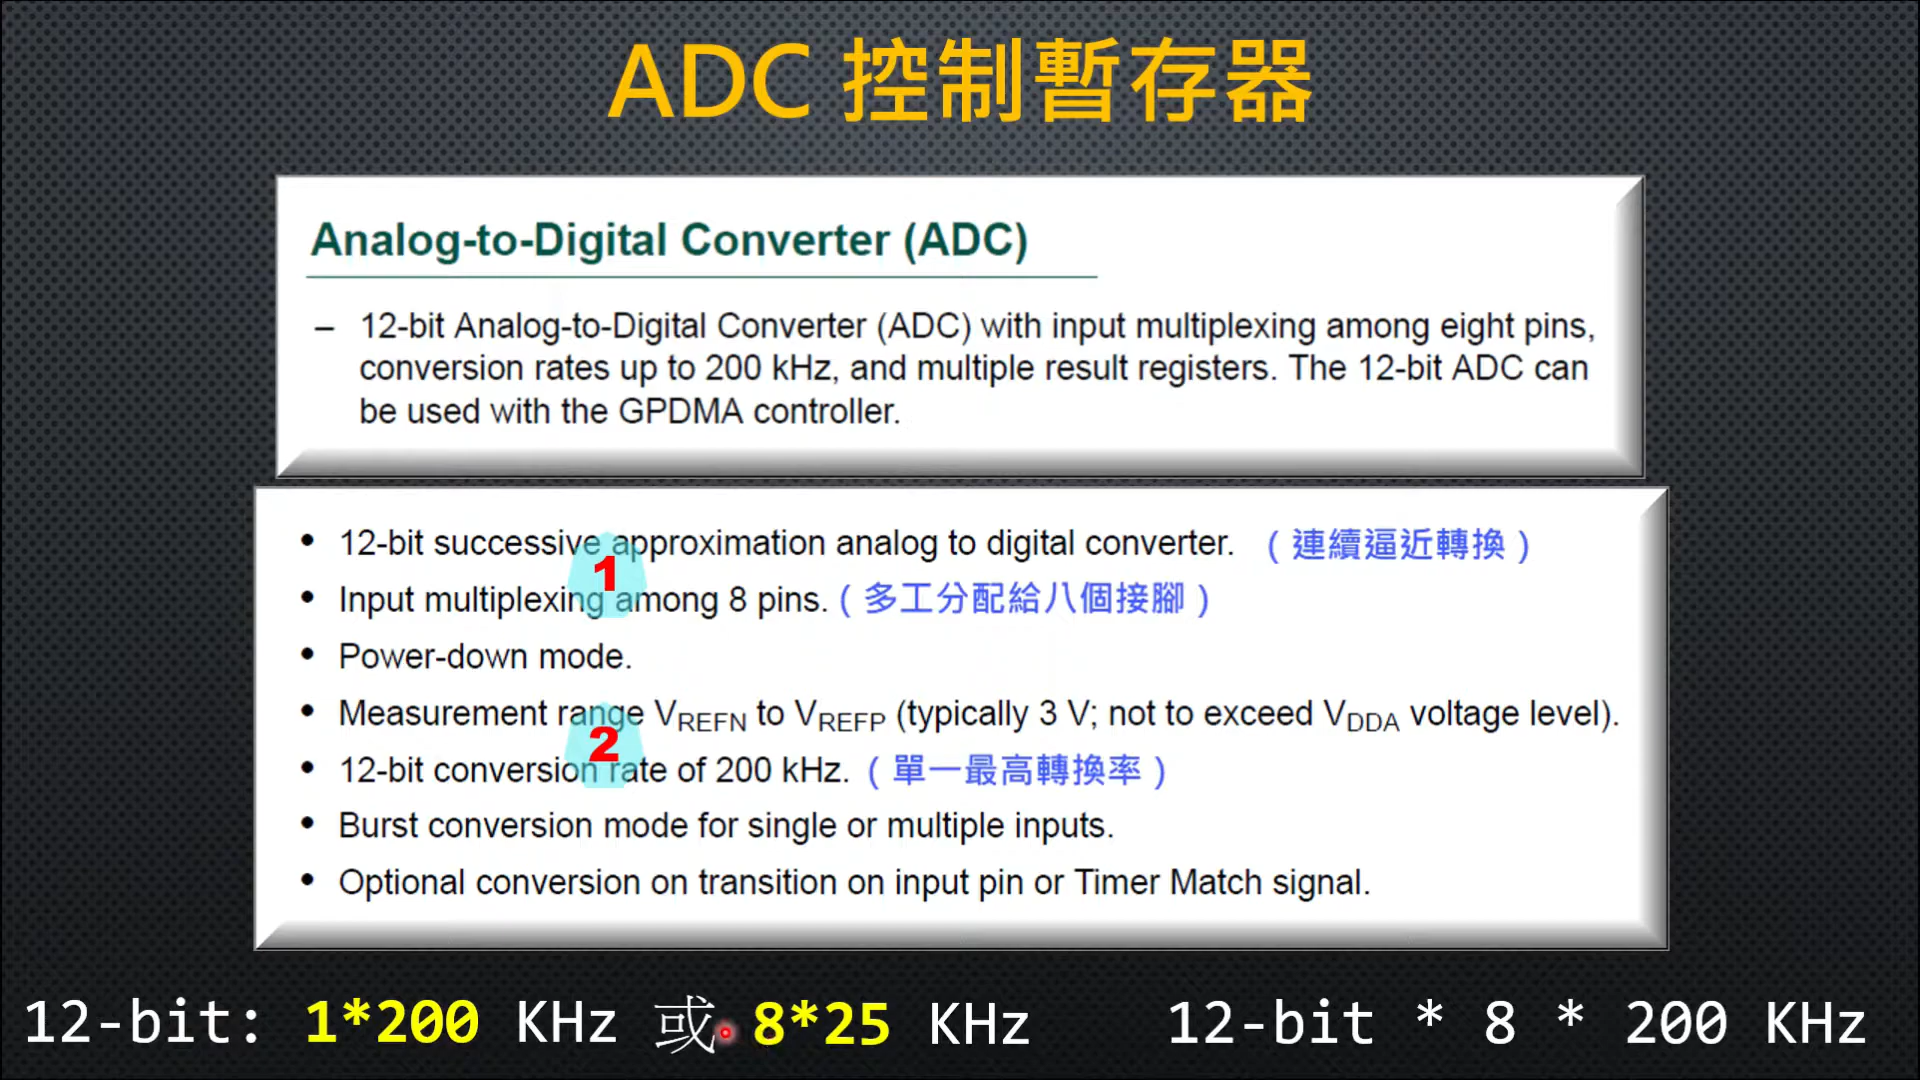 ADC 控制暫存器
Analog-to-Digital Converter (ADC)
– 12-bit Analog-to-Digital Converter (ADC) with input multiplexing among eight pins,
conversion rates up to 200 kHz, and multiple result registers. The 12-bit ADC can
be used with the GPDMA controller.
• 12-bit successive approximation analog to digital converter. (連續逼近轉換)
1
• Input multiplexing among 8 pins. (多工分配給八個接腳)
• Power-down mode.
• Measurement range VREFN to VREFP (typically 3 V; not to exceed VDDA voltage level).
2
• 12-bit conversion rate of 200 kHz. (單一最高轉換率)
• Burst conversion mode for single or multiple inputs.
• Optional conversion on transition on input pin or Timer Match signal.
12-bit: 1*200 KHz 或 8*25 KHz 12-bit * 8 * 200 KHz